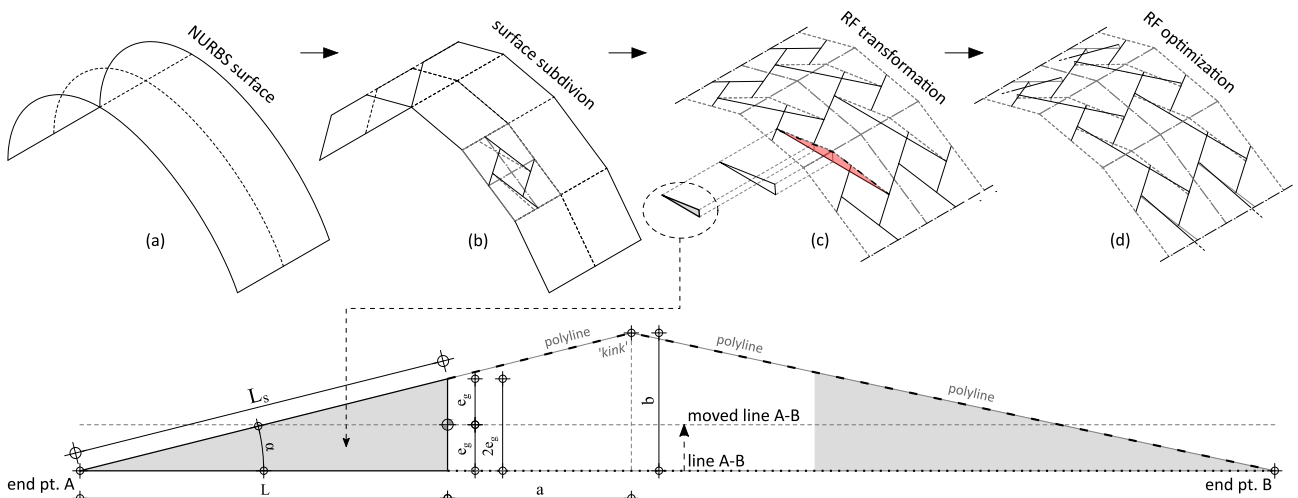 NURBS surface
surface subdivion
RF transformation
RF optimization
(a)
(b)
(c)
(d)
polyline
'kink'
polyline
polyline
Ls
α
eg
eg
2eg
b
moved line A-B
line A-B
end pt. A
L
a
end pt. B